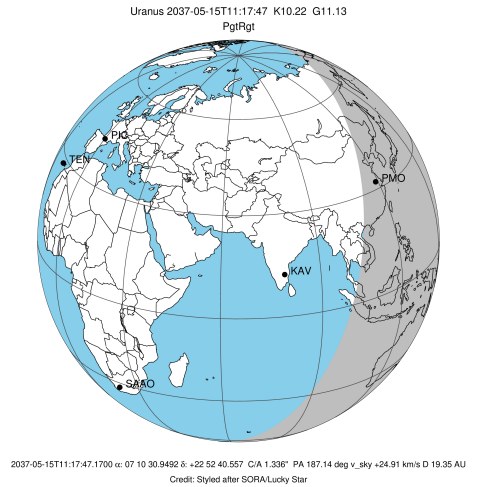 Uranus 2037-05-15T11:17:47 K10.22 G11.13
PgtRgt
PIC
TEN
PMO
KAV
SAAO
2037-05-15T11:17:47.1700 α: 07 10 30.9492 δ: +22 52 40.557 C/A 1.336" PA 187.14 deg v_sky +24.91 km/s D 19.35 AU
Credit: Styled after SORA/Lucky Star